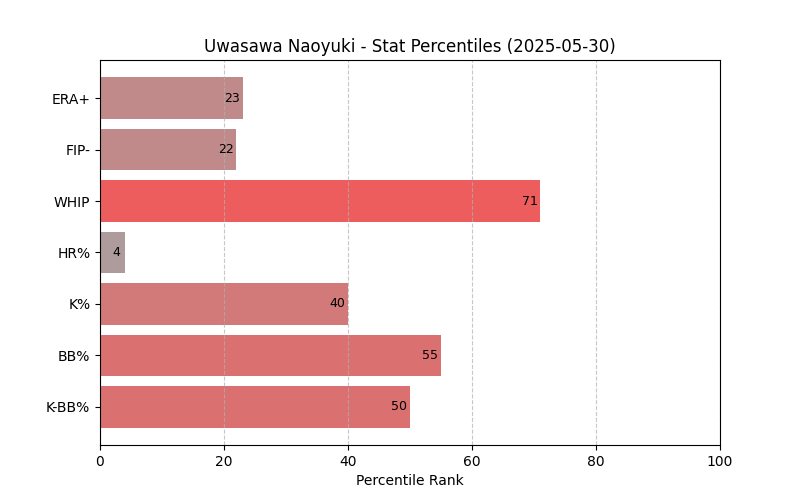 Uwasawa Naoyuki - Stat Percentiles (2025-05-30)
ERA+ 23
FIP- 22
WHIP 71
HR% 4
K% 40
BB% 55
K-BB% 50
0 20 40 60 80 100
Percentile Rank